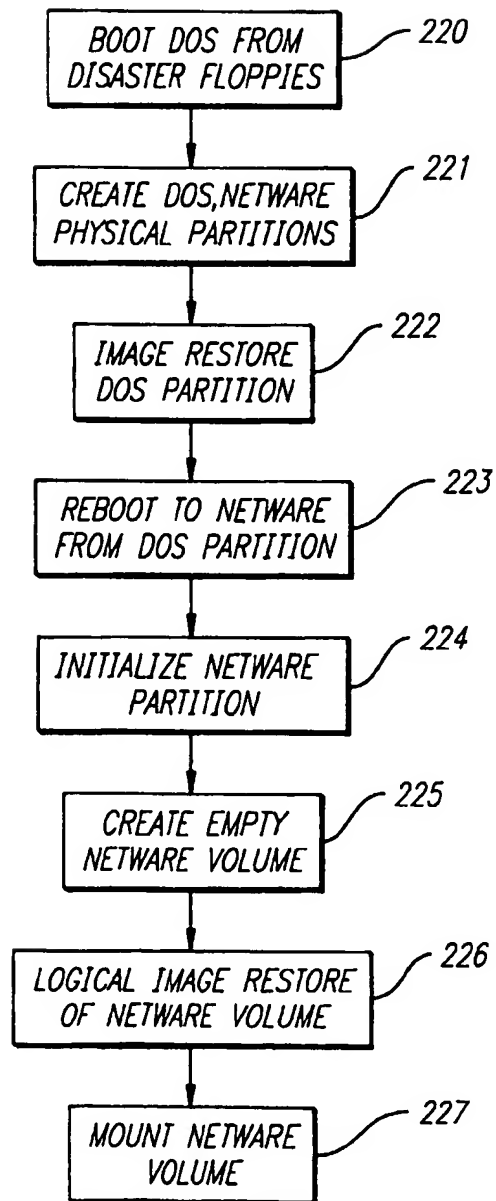 BOOT DOS FROM
DISASTER FLOPPIES
220
CREATE DOS,NETWARE
PHYSICAL PARTITIONS
221
IMAGE RESTORE
DOS PARTITION
222
REBOOT TO NETWARE
FROM DOS PARTITION
223
INITIALIZE NETWARE
PARTITION
224
CREATE EMPTY
NETWARE VOLUME
225
LOGICAL IMAGE RESTORE
OF NETWARE VOLUME
226
MOUNT NETWARE
VOLUME
227